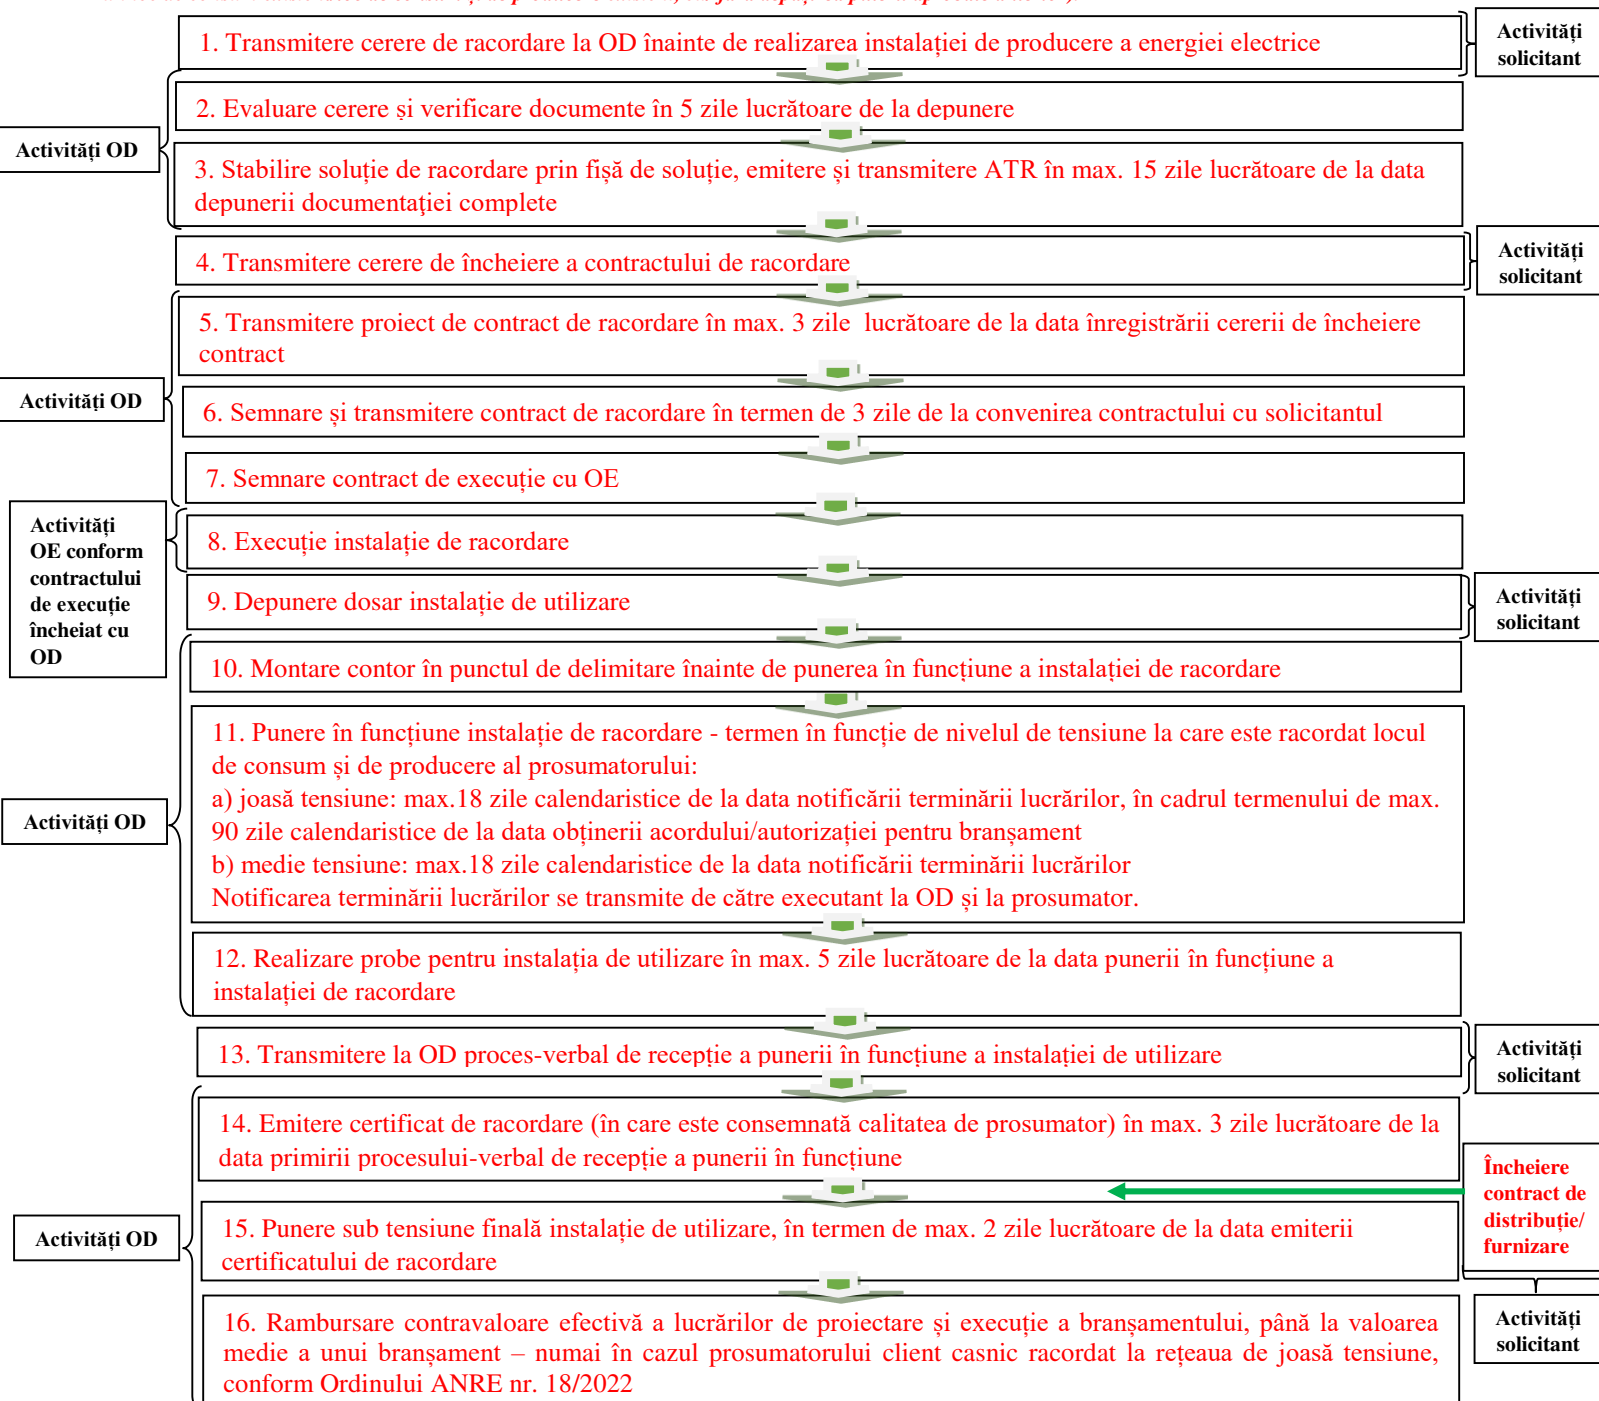 1. Transmitere cerere de racordare la OD înainte de realizarea instalației de producere a energiei electrice
Activități
solicitant
2. Evaluare cerere și verificare documente în 5 zile lucrătoare de la depunere
Activități OD
3. Stabilire soluție de racordare prin fișă de soluție, emitere și transmitere ATR în max. 15 zile lucrătoare de la data
depunerii documentaţiei complete
4. Transmitere cerere de încheiere a contractului de racordare
Activități
solicitant
5. Transmitere proiect de contract de racordare în max. 3 zile lucrătoare de la data înregistrării cererii de încheiere
contract
Activități OD
6. Semnare și transmitere contract de racordare în termen de 3 zile de la convenirea contractului cu solicitantul
7. Semnare contract de execuție cu OE
Activități
OE conform
contractului
de execuție
încheiat cu
OD
8. Execuție instalație de racordare
9. Depunere dosar instalație de utilizare
Activități
solicitant
10. Montare contor în punctul de delimitare înainte de punerea în funcțiune a instalației de racordare
11. Punere în funcțiune instalație de racordare - termen în funcție de nivelul de tensiune la care este racordat locul
de consum și de producere al prosumatorului:
a) joasă tensiune: max.18 zile calendaristice de la data notificării terminării lucrărilor, în cadrul termenului de max.
90 zile calendaristice de la data obținerii acordului/autorizației pentru branșament
b) medie tensiune: max.18 zile calendaristice de la data notificării terminării lucrărilor
Notificarea terminării lucrărilor se transmite de către executant la OD și la prosumator.
Activități OD
12. Realizare probe pentru instalația de utilizare în max. 5 zile lucrătoare de la data punerii în funcțiune a
instalației de racordare
13. Transmitere la OD proces-verbal de recepție a punerii în funcțiune a instalației de utilizare
Activități
solicitant
14. Emitere certificat de racordare (în care este consemnată calitatea de prosumator) în max. 3 zile lucrătoare de la
data primirii procesului-verbal de recepție a punerii în funcțiune
Încheiere
contract de
distribuție/
furnizare
Activități OD
15. Punere sub tensiune finală instalație de utilizare, în termen de max. 2 zile lucrătoare de la data emiterii
certificatului de racordare
16. Rambursare contravaloare efectivă a lucrărilor de proiectare și execuție a branșamentului, până la valoarea
medie a unui branșament – numai în cazul prosumatorului client casnic racordat la rețeaua de joasă tensiune,
conform Ordinului ANRE nr. 18/2022
Activități
solicitant